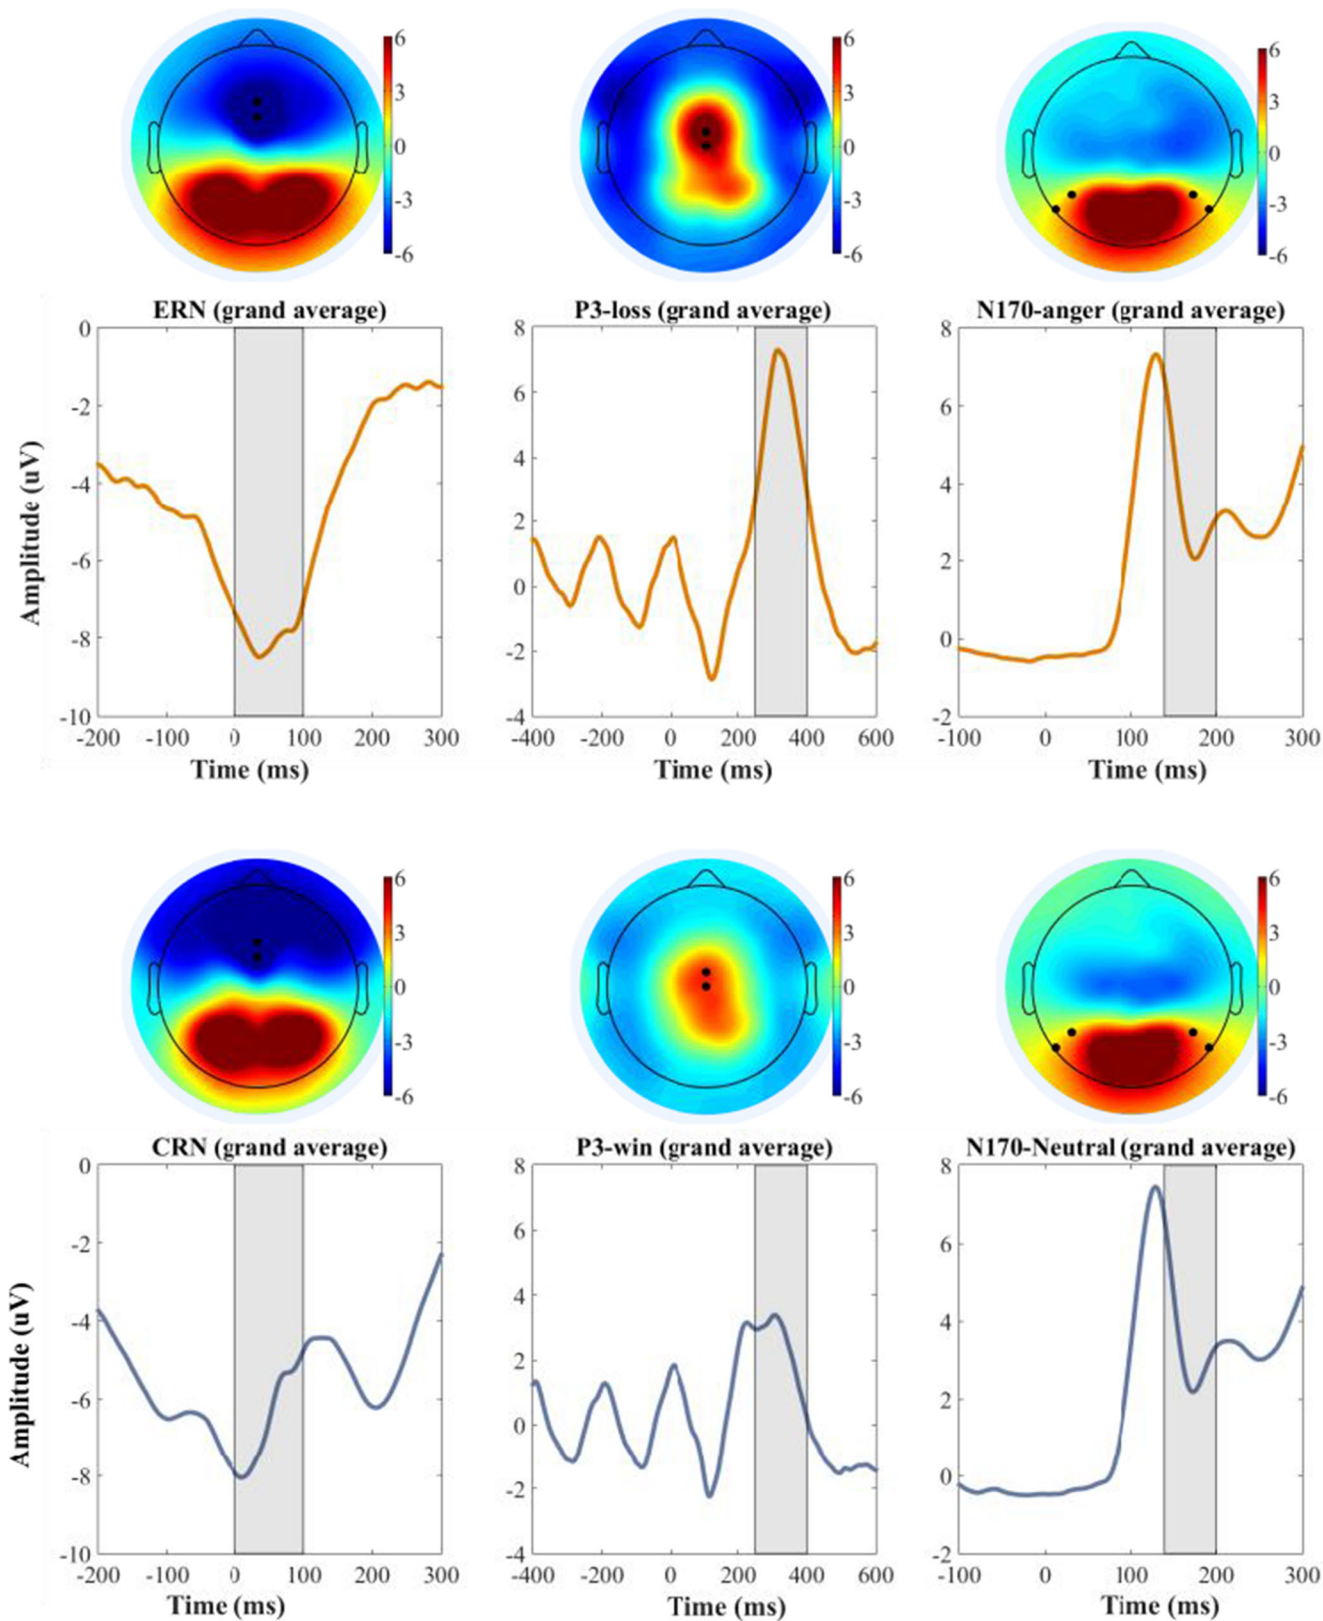 6 6 6
3 3 3
0 0 0
-3 -3 -3
-6 -6 -6
ERN (grand average) P3-loss (grand average) N170-anger (grand average)
0 8 8
-2 6 6
-4 4 4
-6 2 2
-8 0 0
-10 -2 -2
-4
Amplitude (uV)
-200 -100 0 100 200 300 -400 -200 0 200 400 600 -100 0 100 200 300
Time (ms) Time (ms) Time (ms)
6 6 6
3 3 3
0 0 0
-3 -3 -3
-6 -6 -6
CRN (grand average) P3-win (grand average) N170-Neutral (grand average)
0 8 8
-2 6 6
-4 4 4
-6 2 2
-8 0 0
-10 -2 -2
-4
Amplitude (uV)
-200 -100 0 100 200 300 -400 -200 0 200 400 600 -100 0 100 200 300
Time (ms) Time (ms) Time (ms)